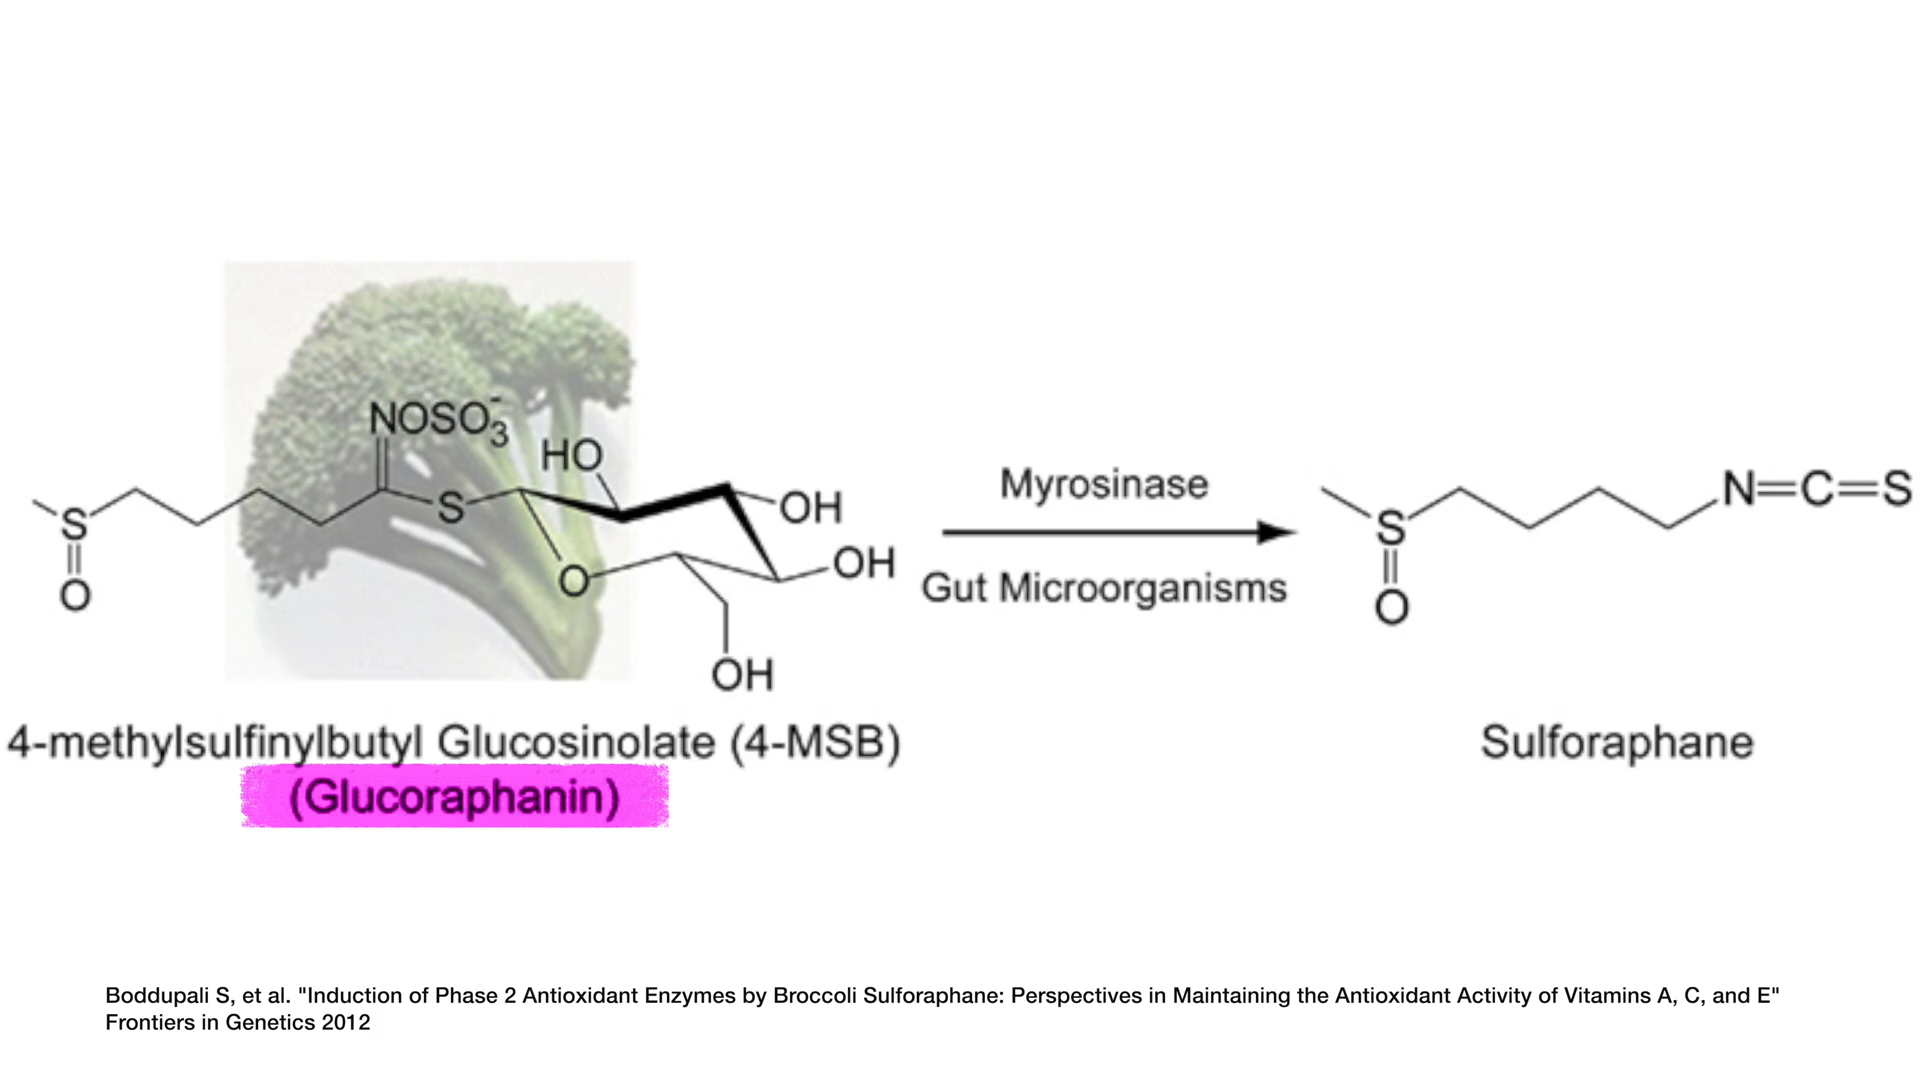 NOSO3-
HO
OH
S
S
OH
O
O
OH
Myrosinase
Gut Microorganisms
N=C=S
S
O
4-methylsulfinylbutyl Glucosinolate (4-MSB)
(Glucoraphanin)
Sulforaphane
Boddupali S, et al. "Induction of Phase 2 Antioxidant Enzymes by Broccoli Sulforaphane: Perspectives in Maintaining the Antioxidant Activity of Vitamins A, C, and E"
Frontiers in Genetics 2012